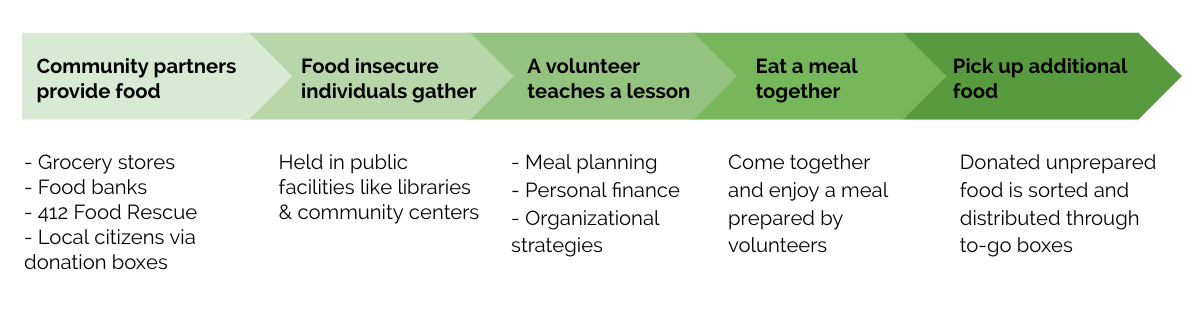 Community partners
provide food
Food insecure
individuals gather
A volunteer
teaches a lesson
Eat a meal
together
Pick up additional
food
- Grocery stores
- Food banks
- 412 Food Rescue
- Local citizens via
donation boxes
Held in public
facilities like libraries
& community centers
- Meal planning
- Personal finance
- Organizational
strategies
Come together
and enjoy a meal
prepared by
volunteers
Donated unprepared
food is sorted and
distributed through
to-go boxes